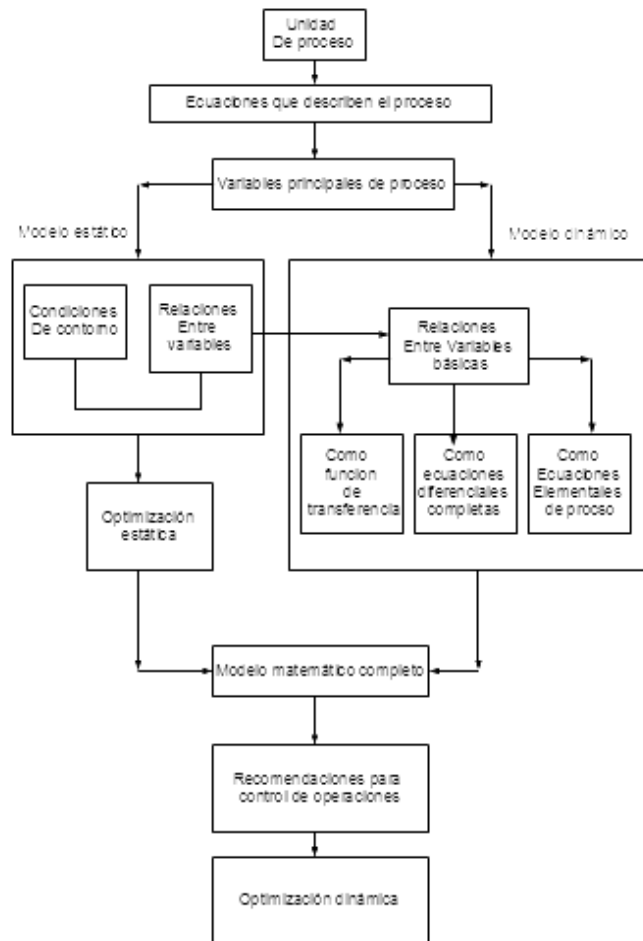 Unidad
De proceso
Ecuaciones que describen el proceso
Variables principales de proceso
Modelo estático
Modelo dinámico
Condiciones
De contorno
Relaciones
Entre
variables
Relaciones
Entre Variables
básicas
Como
funcion
de
transferencia
Como
ecuaciones
diferenciales
completas
Como
Ecuaciones
Elementales
de procso
Optimización
estática
Modelo matemático completo
Recomendaciones para
control de operaciones
Optimización dinámica